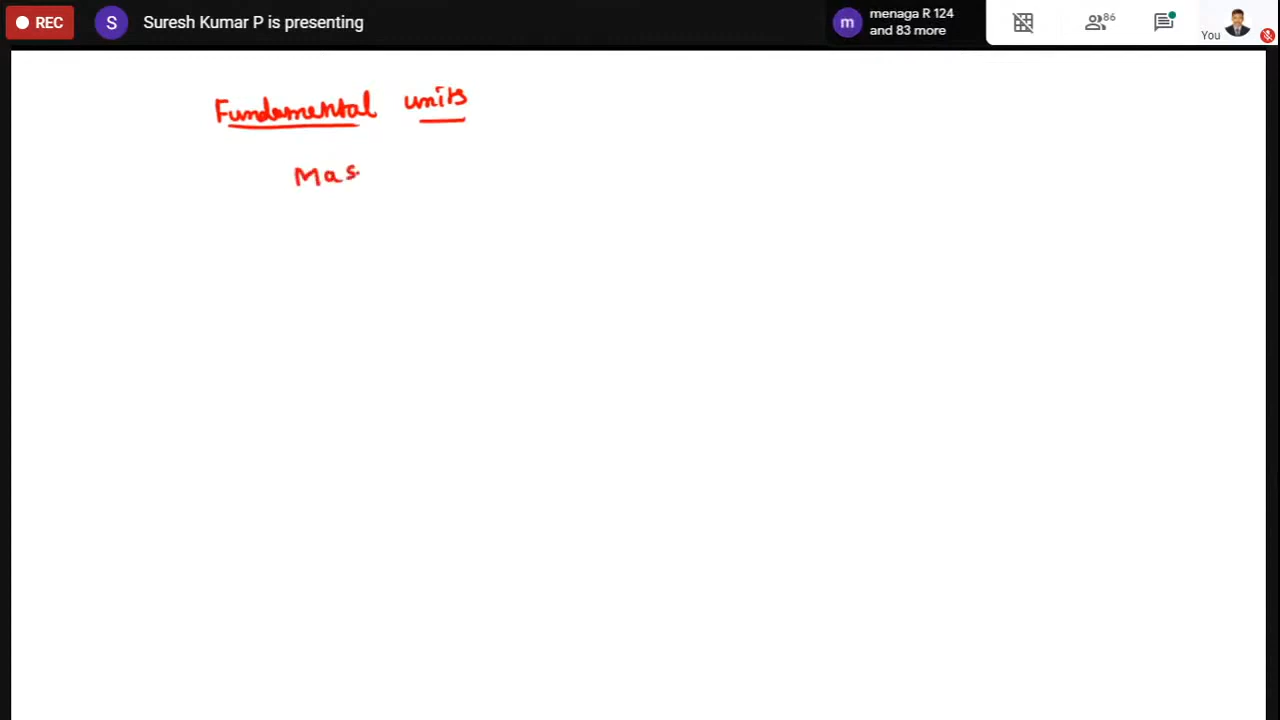 REC
S
Suresh Kumar P is presenting
m
menaga R 124
and 83 more
86
You
Fundamental units
Mas